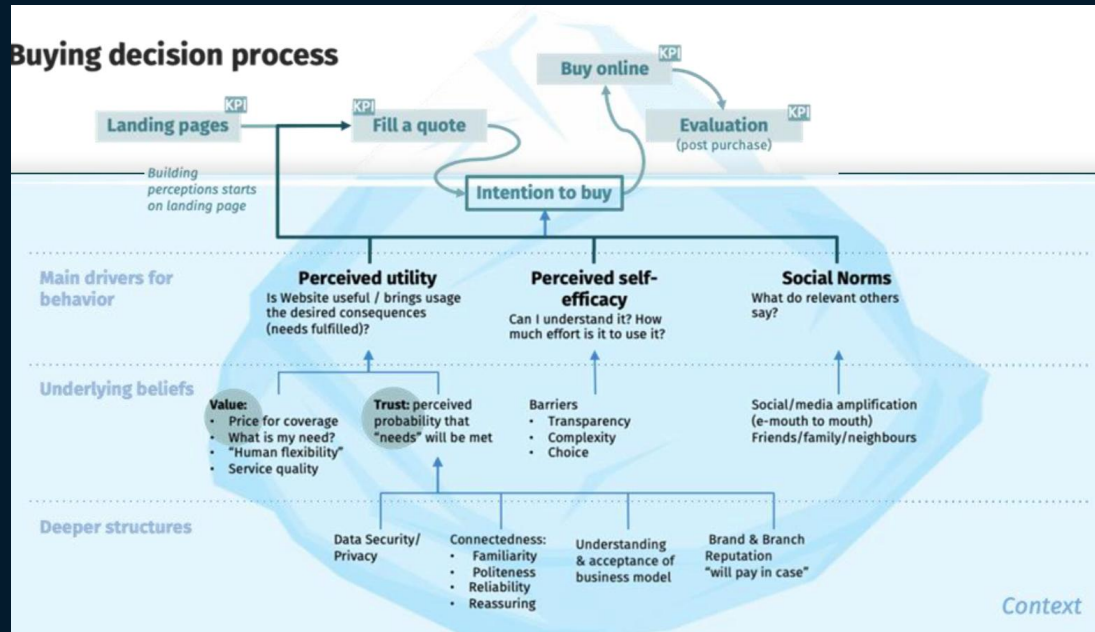 Buying decision process
KPI
Buy online
KPI
Landing pages
KPI
Fill a quote
KPI
Evaluation
(post purchase)
Building
perceptions starts
on landing page
Intention to buy
Main drivers for
behavior
Perceived utility
Is Website useful / brings usage
the desired consequences
(needs fulfilled)?
Perceived self-
efficacy
Can I understand it? How
much effort is it to use it?
Social Norms
What do relevant others
say?
Underlying beliefs
Value:
• Price for coverage
• What is my need?
• “Human flexibility”
• Service quality
Trust: perceived
probability that
“needs” will be met
Barriers
• Transparency
• Complexity
• Choice
Social/media amplification
(e-mouth to mouth)
Friends/family/neighbours
Deeper structures
Data Security/
Privacy
Connectedness:
• Familiarity
• Politeness
• Reliability
• Reassuring
Understanding
& acceptance of
business model
Brand & Branch
Reputation
“will pay in case”
Context